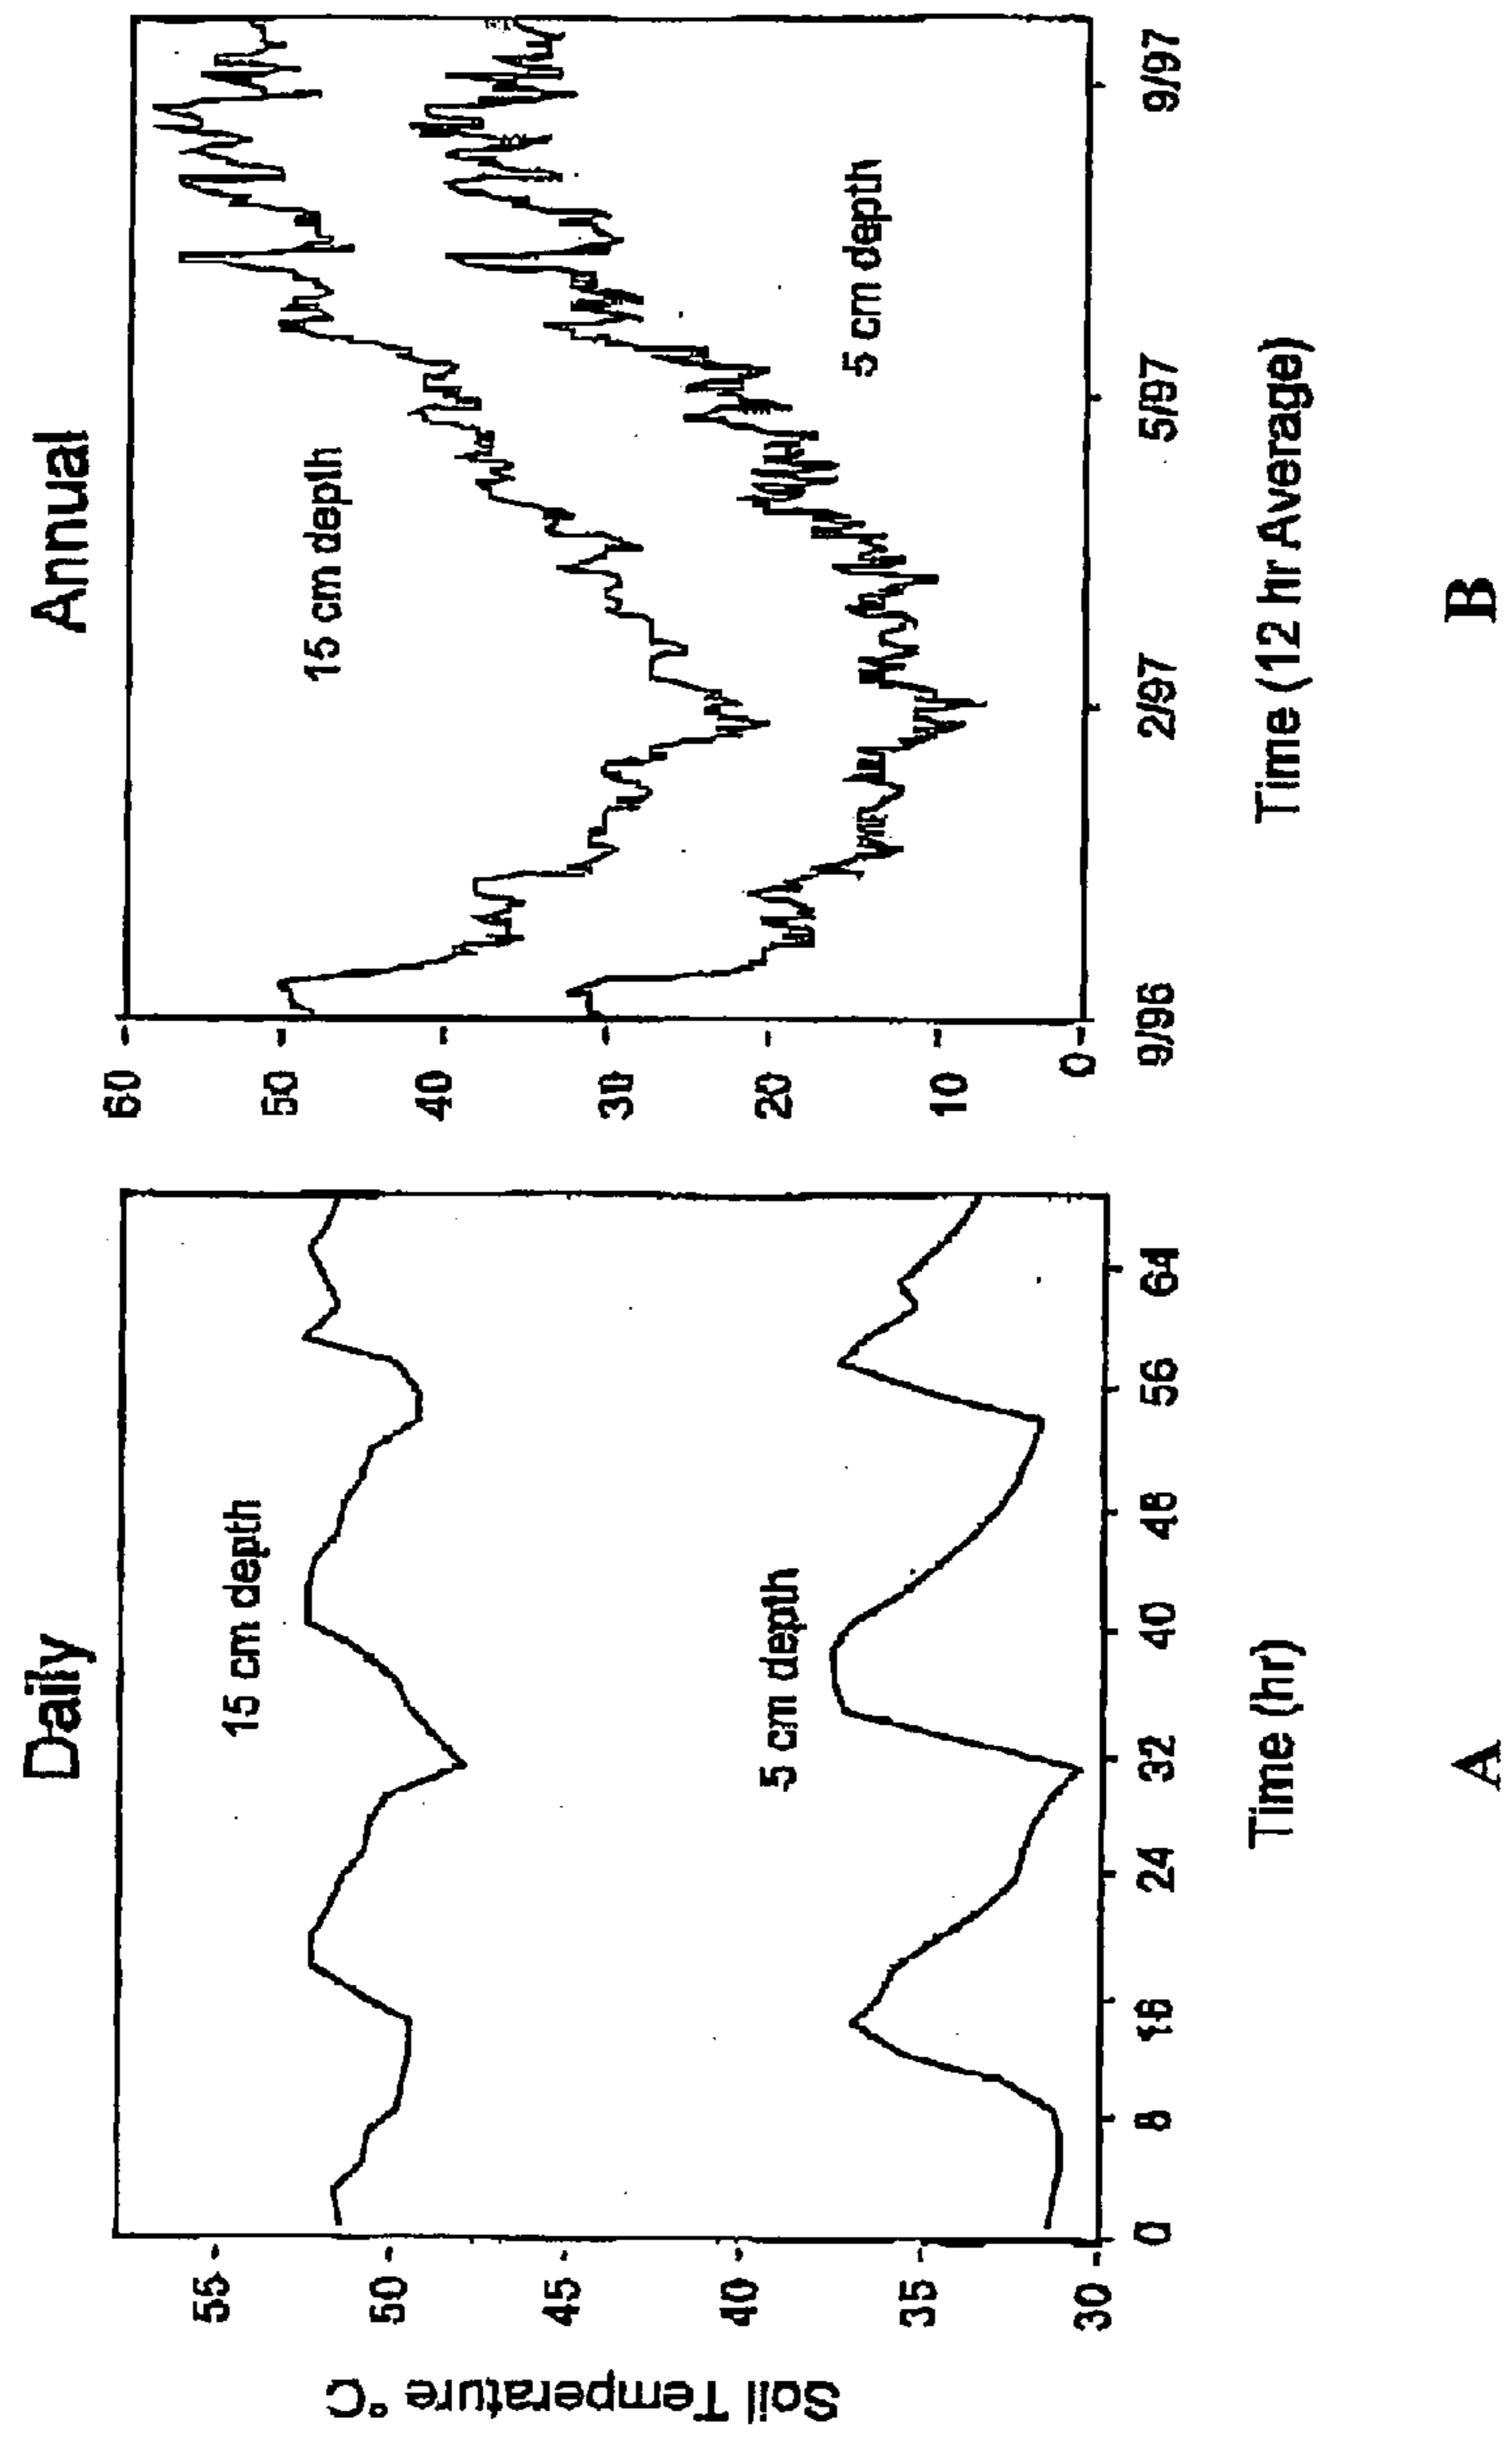 Daily
Soil Temperature °C
55
50
45
40
35
30
15 cm depth
5 cm depth
0
8
16
24
32
40
48
56
64
Time (hr)
A
Annual
60
50
40
30
20
10
0
15 cm depth
5 cm depth
9/96
2/97
5/97
9/97
Time (12 hr Average)
B